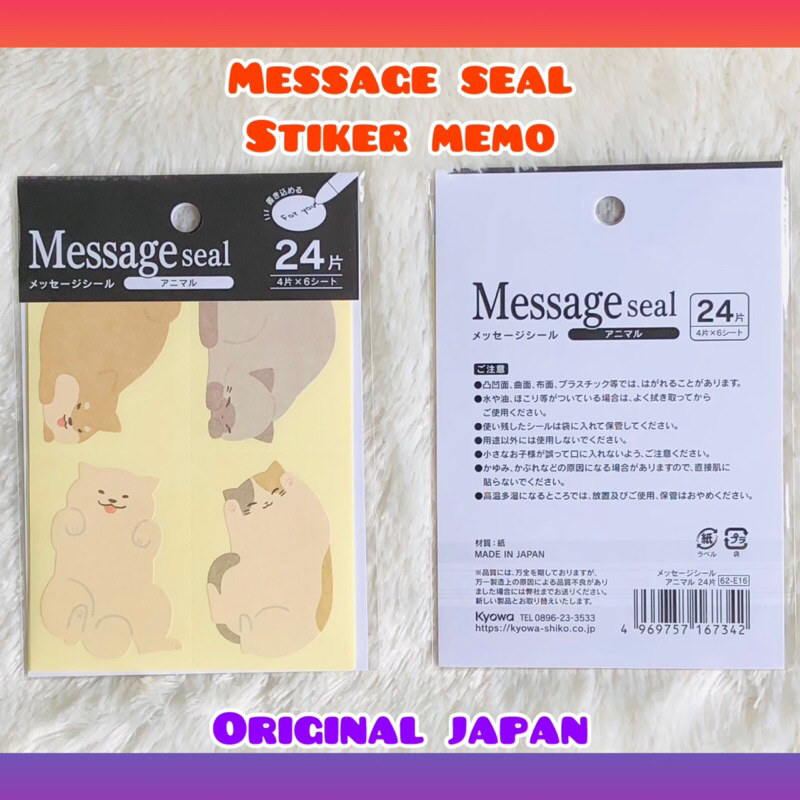 MESSAGE SEAL
STIKER MEMO
書き込める
For you
Message seal
メッセージシール
アニマル
24片
4片×6シート
Message seal
メッセージシール
アニマル
24片
4片×6シート
ご注意
●凸凹面、曲面、布面、プラスチック等では、はがれることがあります。
●水や油、ほこり等がついている場合は、よく拭き取ってから
ご使用ください。
●使い残したシールは袋に入れて保管してください。
●用途以外には使用しないでください。
●小さなお子様が誤って口に入れないよう、ご注意ください。
●かゆみ、かぶれなどの原因になる場合がありますので、直接肌に
貼らないでください。
●高温多湿になるところでは、放置及びご使用、保管はおやめください。
材質：紙
MADE IN JAPAN
紙
ラベル
プラ
袋
※品質には、万全を期しておりますが、
万一製造上の原因による品質不良があり
ました場合には弊社までお送りください。
新しい製品とお取り替えいたします。
Kyowa TEL 0896-23-3533
https://kyowa-shiko.co.jp
メッセージシール
アニマル 24片 62-E16
4 969757 167342
ORIGINAL JAPAN